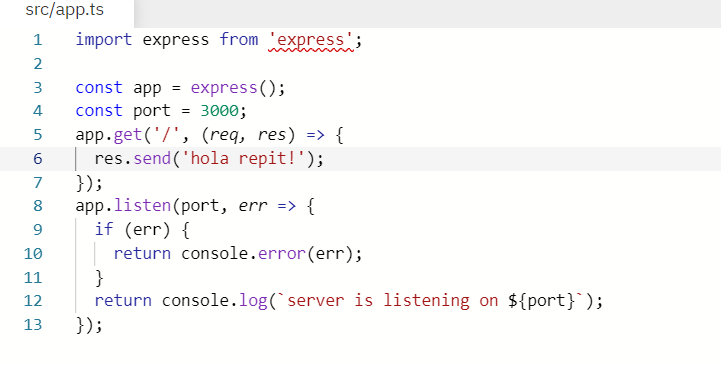 src/app.ts
1 import express from 'express';
2
3 const app = express();
4 const port = 3000;
5 app.get('/', (req, res) => {
6 res.send('hola repit!');
7 });
8 app.listen(port, err => {
9 if (err) {
10 return console.error(err);
11 }
12 return console.log(`server is listening on ${port}`);
13 });